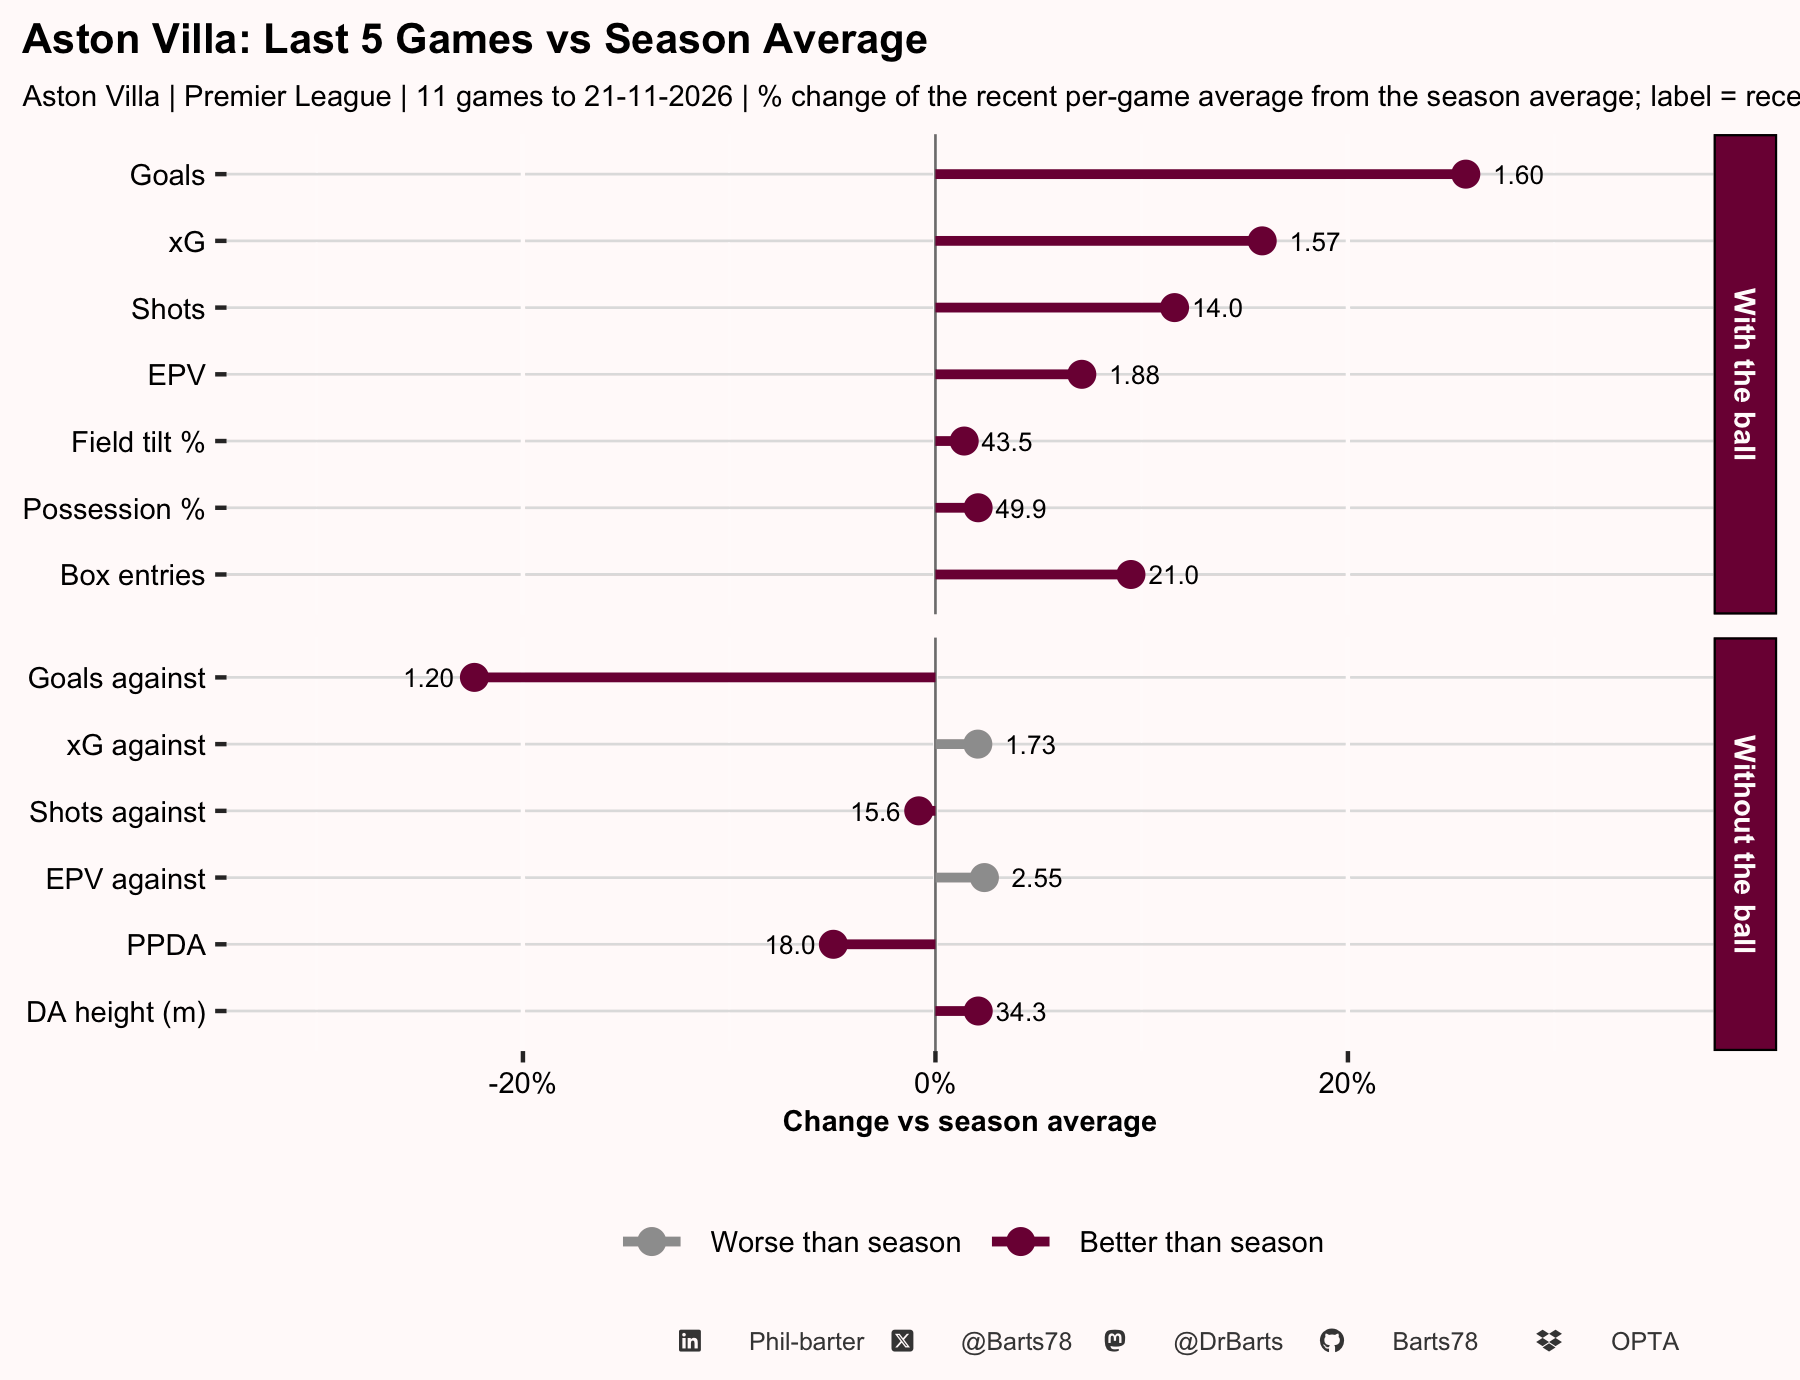 Aston Villa: Last 5 Games vs Season Average
Aston Villa | Premier League | 11 games to 21-11-2026 | % change of the recent per-game average from the season average; label = rece
Goals
1.60
xG
1.57
Shots
14.0
EPV
1.88
Field tilt %
43.5
Possession %
49.9
Box entries
21.0
With the ball
Goals against
1.20
xG against
1.73
Shots against
15.6
EPV against
2.55
PPDA
18.0
DA height (m)
34.3
Without the ball
-20%
0%
20%
Change vs season average
Worse than season
Better than season
Phil-barter
@Barts78
@DrBarts
Barts78
OPTA